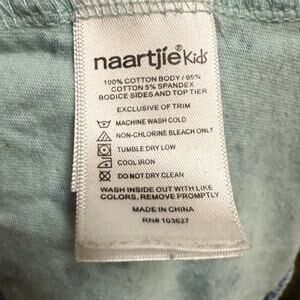 naartjie Kids
100% COTTON BODY / 95%
COTTON 5% SPANDEX
BODICE SIDES AND TOP TIER
EXCLUSIVE OF TRIM
MACHINE WASH COLD
NON-CHLORINE BLEACH ONLY
TUMBLE DRY LOW
COOL IRON
DO NOT DRY CLEAN
WASH INSIDE OUT WITH LIKE
COLORS, REMOVE PROMPTLY
MADE IN CHINA
RN# 103627